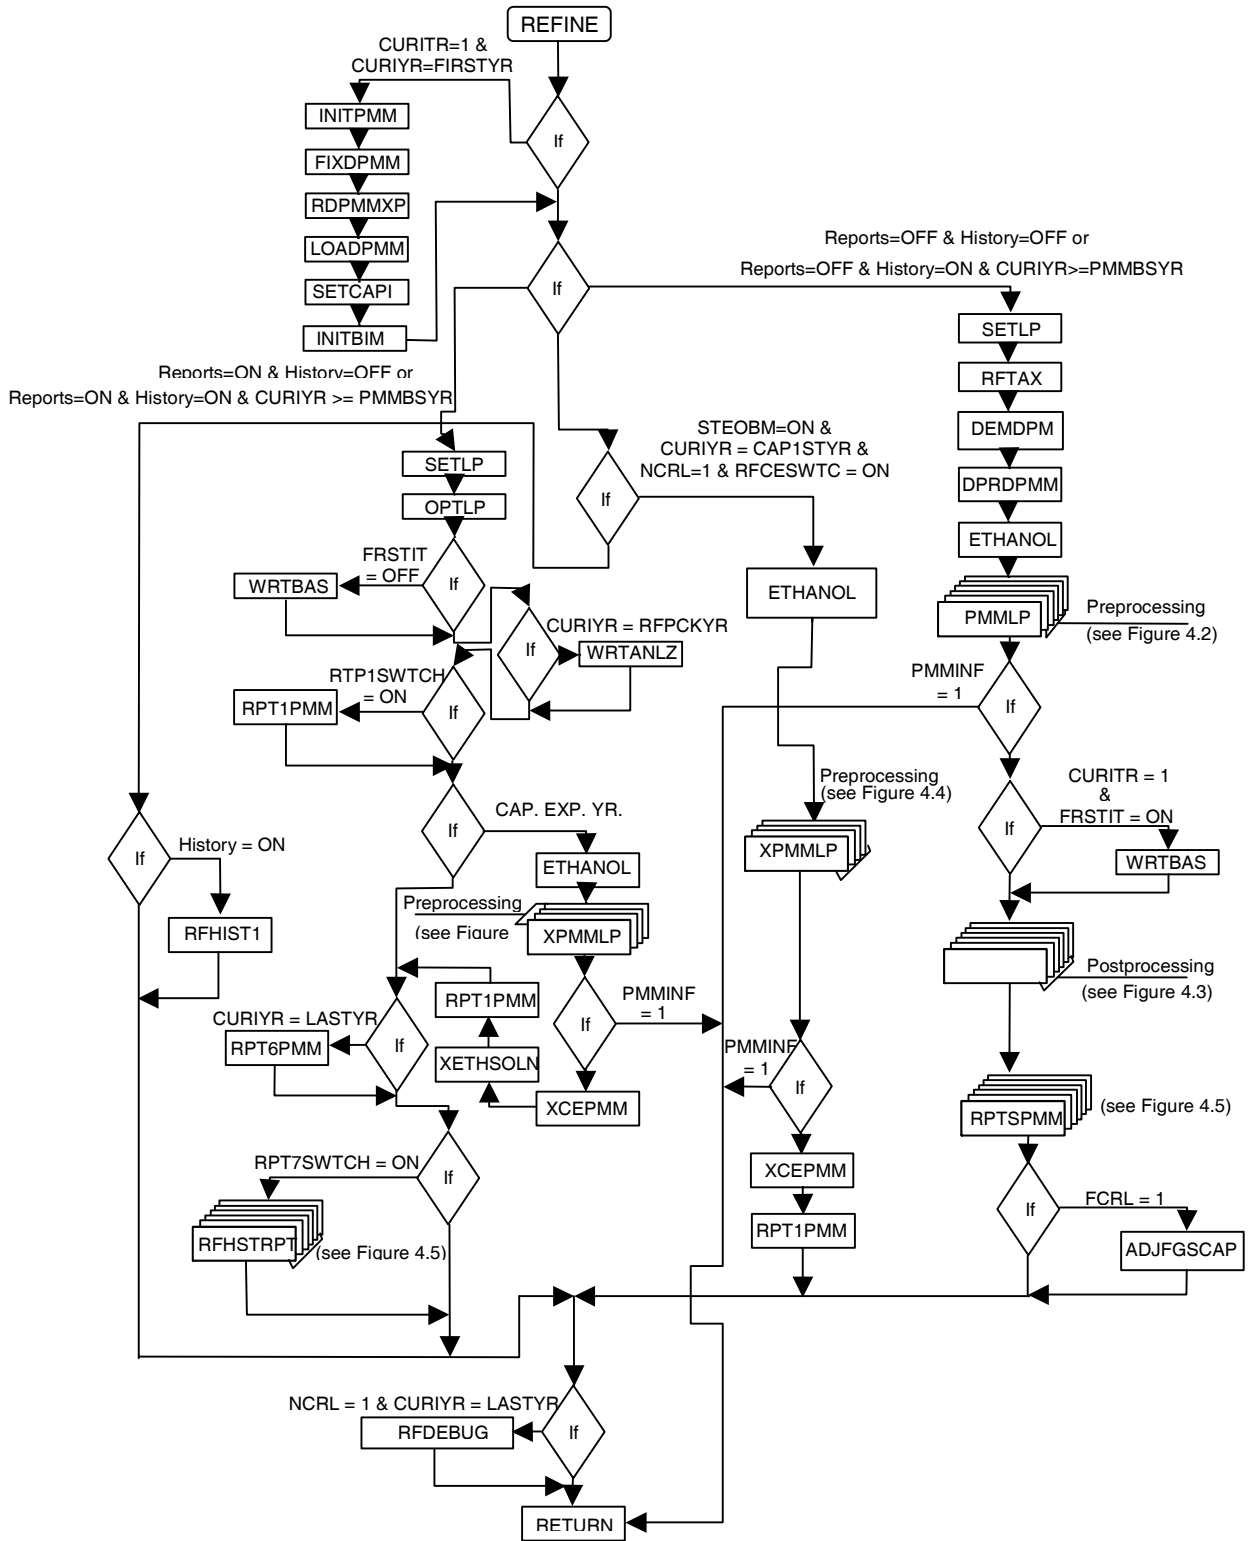 REFINE
CURITR=1 &
CURIYR=FIRSTYR
If
INITPMM
FIXDPMM
RDPMMXP
LOADPMM
SETCAPI
INITBIM
If
Reports=OFF & History=OFF or
Reports=OFF & History=ON & CURIYR>=PMMBSYR
Reports=ON & History=OFF or
Reports=ON & History=ON & CURIYR >= PMMBSYR
SETLP
OPTLP
FRSTIT
= OFF
If
WRTBAS
If
CURIYR = RFPCKYR
WRTANLZ
RTP1SWTCH
= ON
If
RPT1PMM
If
CAP. EXP. YR.
ETHANOL
Preprocessing
(see Figure
XPMMLP
If
PMMINF
= 1
XCEPMM
XETHSOLN
RPT1PMM
CURIYR = LASTYR
If
RPT6PMM
RPT7SWTCH = ON
If
RFHSTRPT
(see Figure 4.5)
If
History = ON
RFHIST1
STEOBM=ON &
CURIYR = CAP1STYR &
NCRL=1 & RFCESWTC = ON
If
ETHANOL
Preprocessing
(see Figure 4.4)
XPMMLP
PMMINF
= 1
If
XCEPMM
RPT1PMM
SETLP
RFTAX
DEMDPM
DPRDPMM
ETHANOL
PMMLP
Preprocessing
(see Figure 4.2)
PMMINF
= 1
If
CURITR = 1
&
FRSTIT = ON
If
WRTBAS
Postprocessing
(see Figure 4.3)
RPTSPMM
(see Figure 4.5)
If
FCRL = 1
ADJFGSCAP
NCRL = 1 & CURIYR = LASTYR
If
RFDEBUG
RETURN